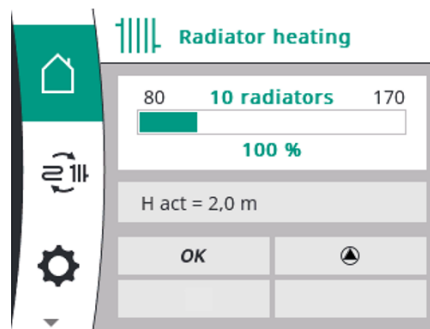 Radiator heating
80 10 radiators 170
100 %
H act = 2,0 m
OK